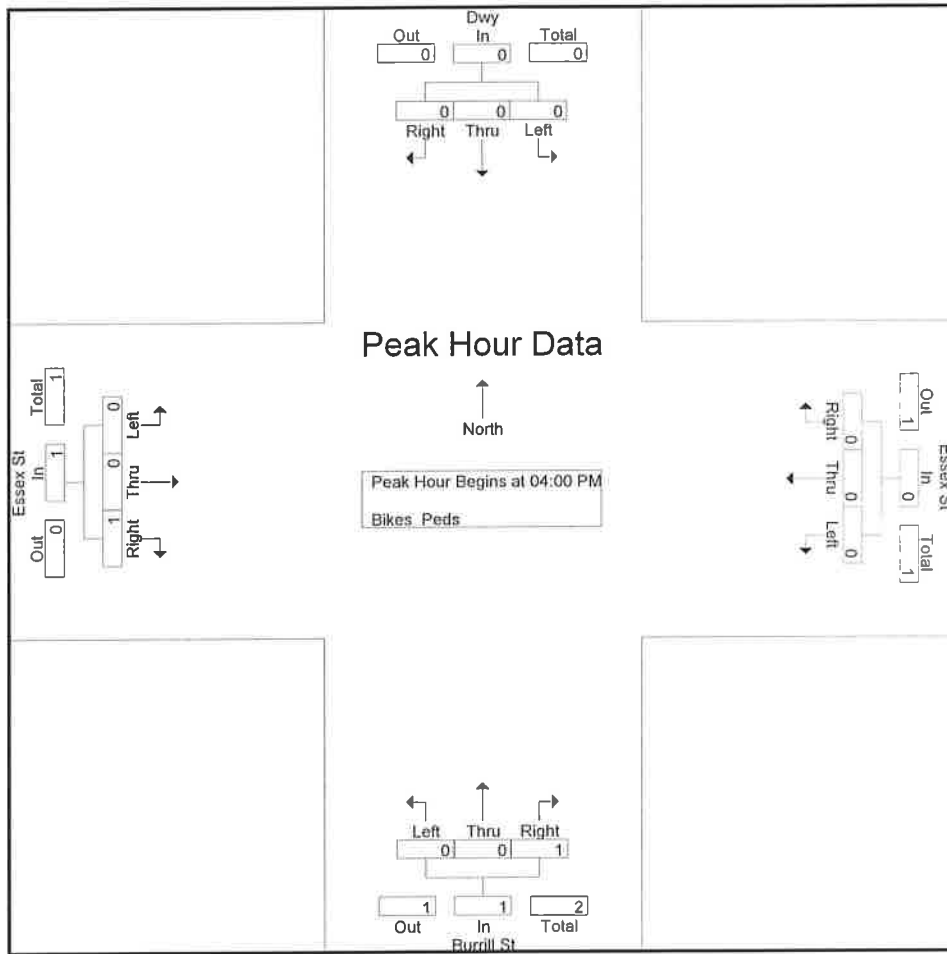 Dwy
Out In Total
0 0 0
0 0 0
Right Thru Left
Peak Hour Data
North
Peak Hour Begins at 04:00 PM
Bikes Peds
Essex St
Out In Total
0 1 1
Left Thru Right
0 0 1
Essex St
Out In Total
1 0 1
Right Thru Left
0 0 0
Left Thru Right
0 0 1
1 1 2
Out In Total
Burrill St